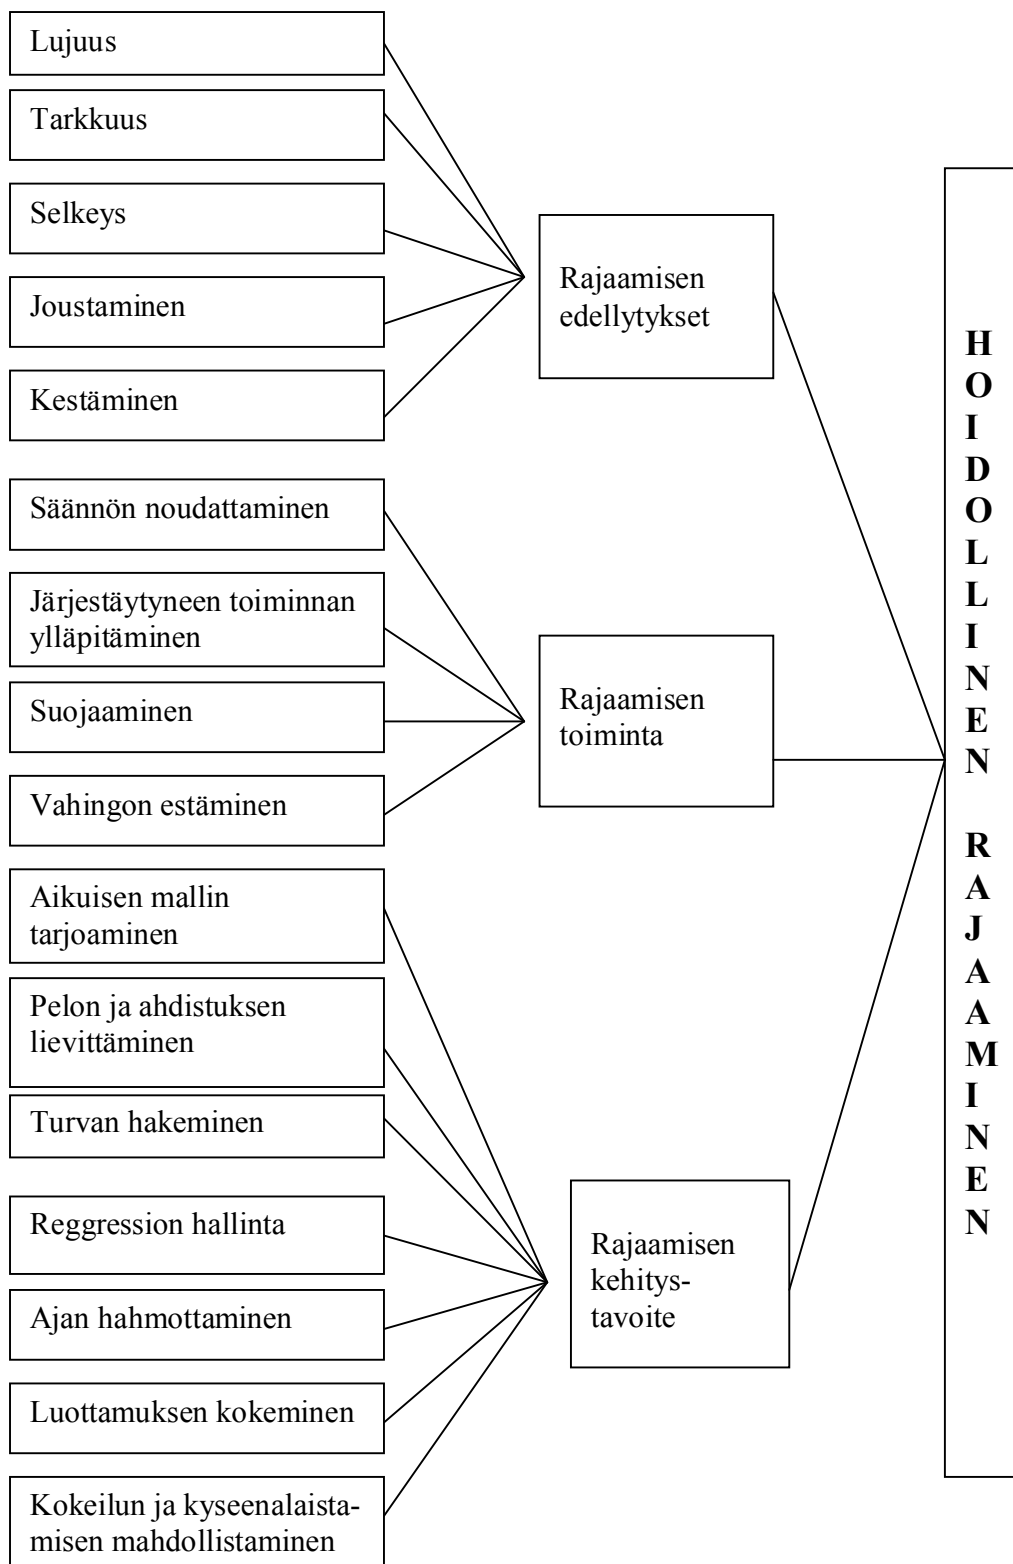 Lujuus
Tarkkuus
Selkeys
Joustaminen
Kestäminen
Rajaamisen
edellytykset
Säännön noudattaminen
Järjestäytyneen toiminnan
ylläpitäminen
Suojaaminen
Vahingon estäminen
Rajaamisen
toiminta
Aikuisen mallin
tarjoaminen
Pelon ja ahdistuksen
lievittäminen
Turvan hakeminen
Reggression hallinta
Ajan hahmottaminen
Luottamuksen kokeminen
Kokeilun ja kyseenalaista-
misen mahdollistaminen
Rajaamisen
kehitys-
tavoite
HOIDOLLINEN RAJAAMINEN